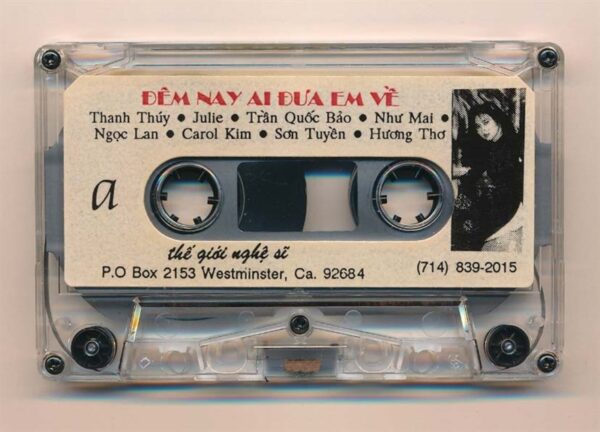 ĐÊM NAY AI ĐƯA EM VỀ
Thanh Thúy • Julie • Trần Quốc Bảo • Như Mai •
Ngọc Lan • Carol Kim • Sơn Tuyền • Hương Thơ
a
thế giới nghệ sĩ
P.O Box 2153 Westminster, Ca. 92684 (714) 839-2015